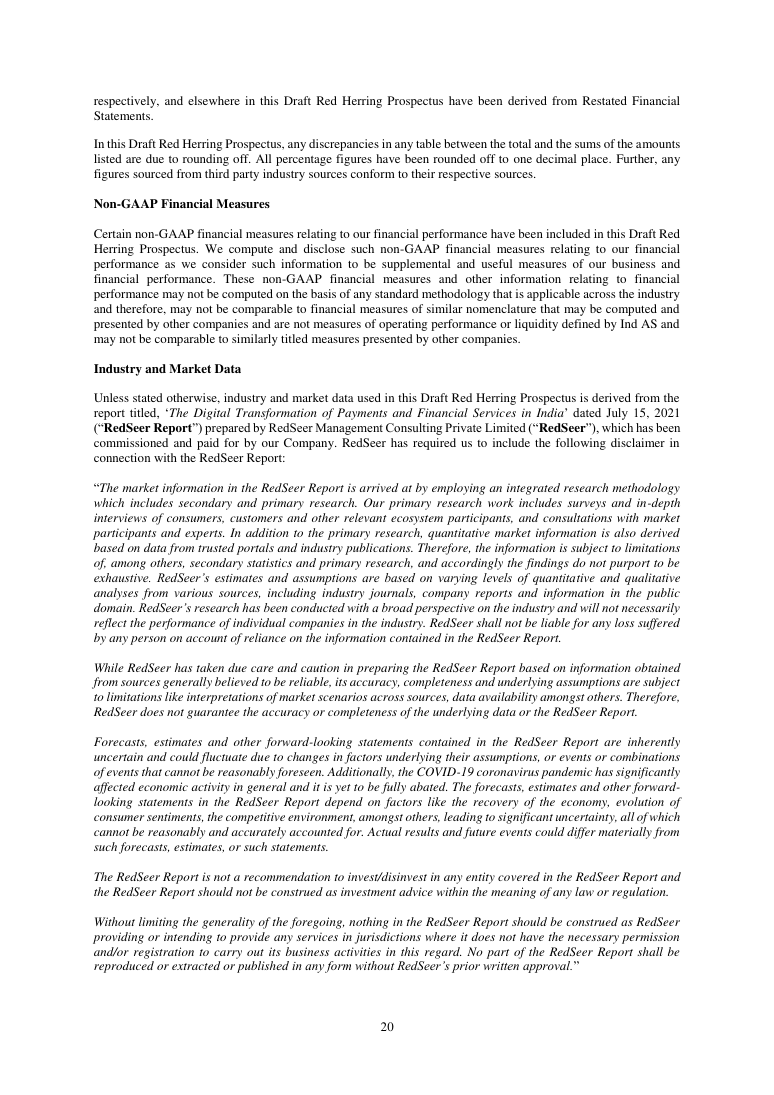 respectively, and elsewhere in this Draft Red Herring Prospectus have been derived from Restated Financial
Statements.
In this Draft Red Herring Prospectus, any discrepancies in any table between the total and the sums of the amounts
listed are due to rounding off. All percentage figures have been rounded off to one decimal place. Further, any
figures sourced from third party industry sources conform to their respective sources.
Non-GAAP Financial Measures
Certain non-GAAP financial measures relating to our financial performance have been included in this Draft Red
Herring Prospectus. We compute and disclose such non-GAAP financial measures relating to our financial
performance as we consider such information to be supplemental and useful measures of our business and
financial performance. These non-GAAP financial measures and other information relating to financial
performance may not be computed on the basis of any standard methodology that is applicable across the industry
and therefore, may not be comparable to financial measures of similar nomenclature that may be computed and
presented by other companies and are not measures of operating performance or liquidity defined by Ind AS and
may not be comparable to similarly titled measures presented by other companies.
Industry and Market Data
Unless stated otherwise, industry and market data used in this Draft Red Herring Prospectus is derived from the
report titled, ‘The Digital Transformation of Payments and Financial Services in India’ dated July 15, 2021
(“RedSeer Report”) prepared by RedSeer Management Consulting Private Limited (“RedSeer”), which has been
commissioned and paid for by our Company. RedSeer has required us to include the following disclaimer in
connection with the RedSeer Report:
“The market information in the RedSeer Report is arrived at by employing an integrated research methodology
which includes secondary and primary research. Our primary research work includes surveys and in-depth
interviews of consumers, customers and other relevant ecosystem participants, and consultations with market
participants and experts. In addition to the primary research, quantitative market information is also derived
based on data from trusted portals and industry publications. Therefore, the information is subject to limitations
of, among others, secondary statistics and primary research, and accordingly the findings do not purport to be
exhaustive. RedSeer’s estimates and assumptions are based on varying levels of quantitative and qualitative
analyses from various sources, including industry journals, company reports and information in the public
domain. RedSeer’s research has been conducted with a broad perspective on the industry and will not necessarily
reflect the performance of individual companies in the industry. RedSeer shall not be liable for any loss suffered
by any person on account of reliance on the information contained in the RedSeer Report.
While RedSeer has taken due care and caution in preparing the RedSeer Report based on information obtained
from sources generally believed to be reliable, its accuracy, completeness and underlying assumptions are subject
to limitations like interpretations of market scenarios across sources, data availability amongst others. Therefore,
RedSeer does not guarantee the accuracy or completeness of the underlying data or the RedSeer Report.
Forecasts, estimates and other forward-looking statements contained in the RedSeer Report are inherently
uncertain and could fluctuate due to changes in factors underlying their assumptions, or events or combinations
of events that cannot be reasonably foreseen. Additionally, the COVID-19 coronavirus pandemic has significantly
affected economic activity in general and it is yet to be fully abated. The forecasts, estimates and other forward-
looking statements in the RedSeer Report depend on factors like the recovery of the economy, evolution of
consumer sentiments, the competitive environment, amongst others, leading to significant uncertainty, all of which
cannot be reasonably and accurately accounted for. Actual results and future events could differ materially from
such forecasts, estimates, or such statements.
The RedSeer Report is not a recommendation to invest/disinvest in any entity covered in the RedSeer Report and
the RedSeer Report should not be construed as investment advice within the meaning of any law or regulation.
Without limiting the generality of the foregoing, nothing in the RedSeer Report should be construed as RedSeer
providing or intending to provide any services in jurisdictions where it does not have the necessary permission
and/or registration to carry out its business activities in this regard. No part of the RedSeer Report shall be
reproduced or extracted or published in any form without RedSeer’s prior written approval.”
20